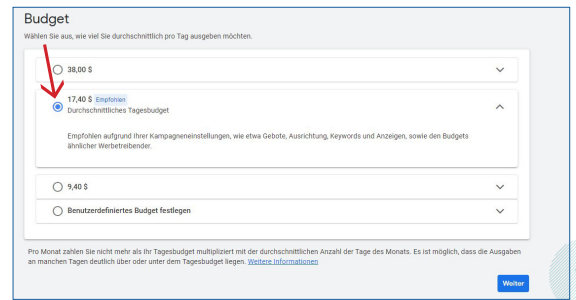 Budget
Wählen Sie aus, wie viel Sie durchschnittlich pro Tag ausgeben möchten.
38,00 $
17,40 $ Empfohlen
Durchschnittliches Tagesbudget
Empfohlen aufgrund Ihrer Kampagneneinstellungen, wie etwa Gebote, Ausrichtung, Keywords und Anzeigen, sowie den Budgets
ähnlicher Werbetreibender.
9,40 $
Benutzerdefiniertes Budget festlegen
Pro Monat zahlen Sie nicht mehr als Ihr Tagesbudget multipliziert mit der durchschnittlichen Anzahl der Tage des Monats. Es ist möglich, dass die Ausgaben
an manchen Tagen deutlich über oder unter dem Tagesbudget liegen. Weitere Informationen
Weiter